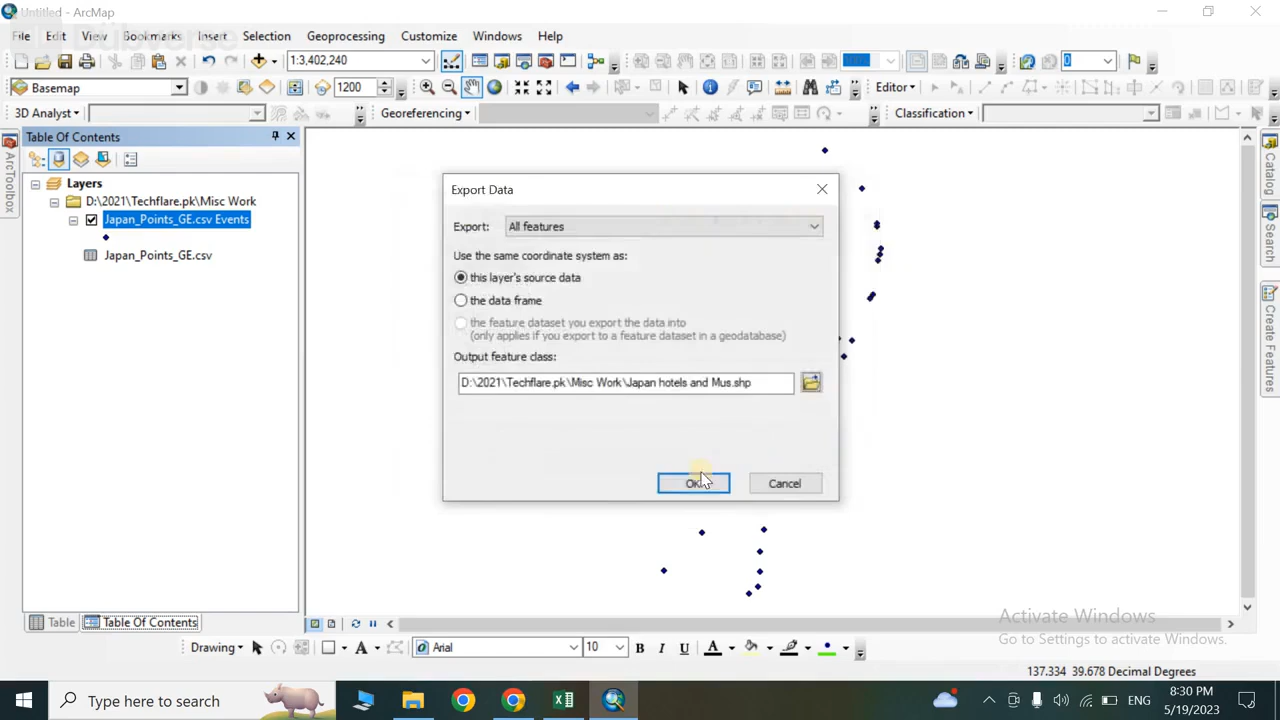 Untitled - ArcMap
File Edit View Bookmarks Insert Selection Geoprocessing Customize Windows Help
1:3,402,240
0
Basemap
1200
Editor
3D Analyst
Georeferencing
Classification
Table Of Contents
ArcToolbox
Layers
D:\2021\Techflare.pk\Misc Work
Japan_Points_GE.csv Events
Japan_Points_GE.csv
Export Data
Export: All features
Use the same coordinate system as:
this layer's source data
the data frame
the feature dataset you export the data into
(only applies if you export to a feature dataset in a geodatabase)
Output feature class:
D:\2021\Techflare.pk\Misc Work\Japan hotels and Mus.shp
OK
Cancel
Catalog
Search
Create Features
Table
Table Of Contents
Activate Windows
Go to Settings to activate Windows.
Drawing
A
Arial
10
B I U A
137.334 39.678 Decimal Degrees
Type here to search
ENG
8:30 PM
5/19/2023